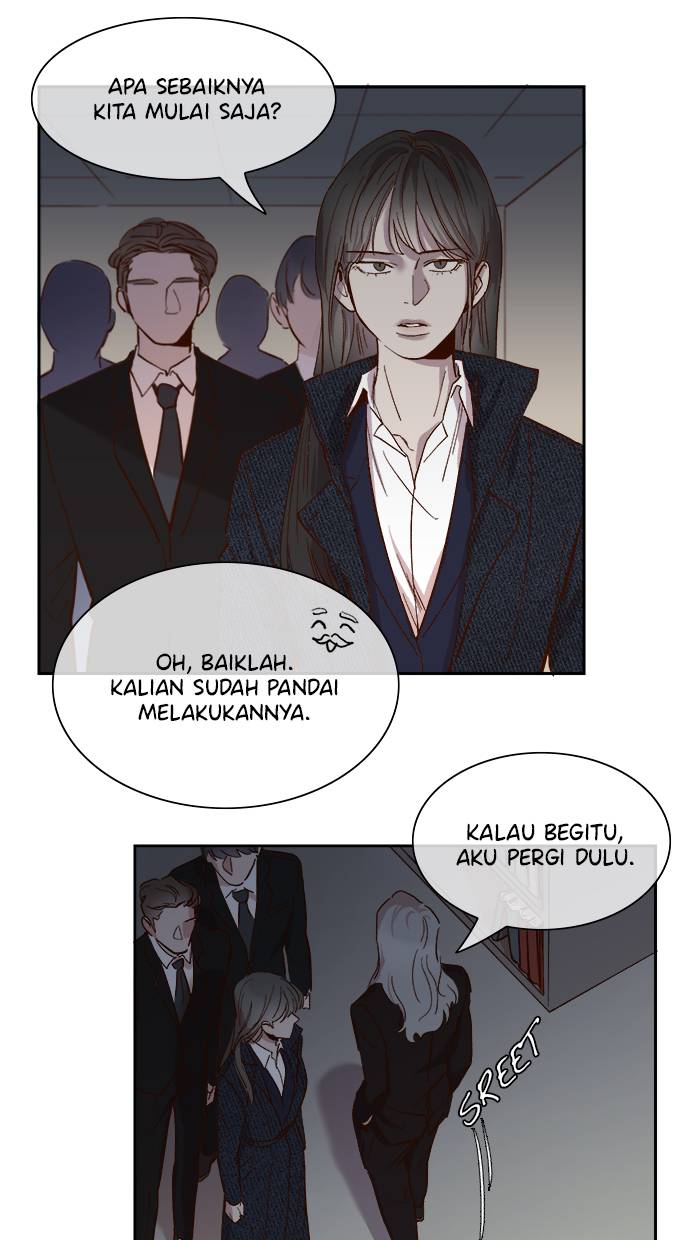 APA SEBAIKNYA
KITA MULAI SAJA?
OH, BAIKLAH.
KALIAN SUDAH PANDAI
MELAKUKANNYA.
KALAU BEGITU,
AKU PERGI DULU.
SREET